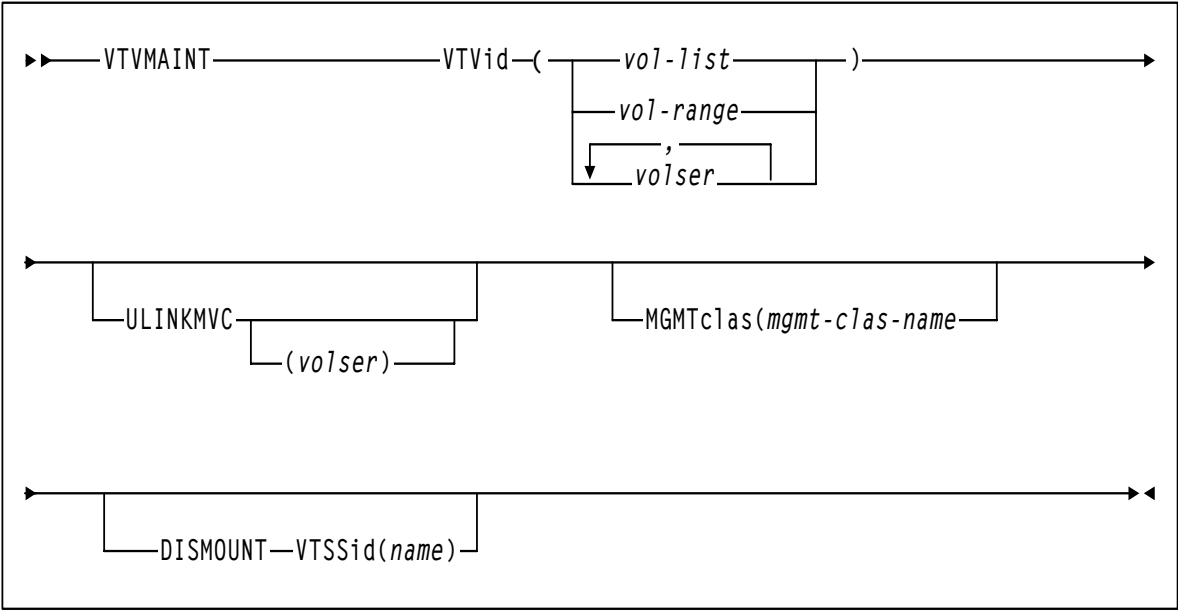 VTVMAINT VTVid ( vol-list )
vol-range
,
volser
ULINKMVC MGMTclas(mgmt-clas-name
(volser)
DISMOUNT VTSSid(name)